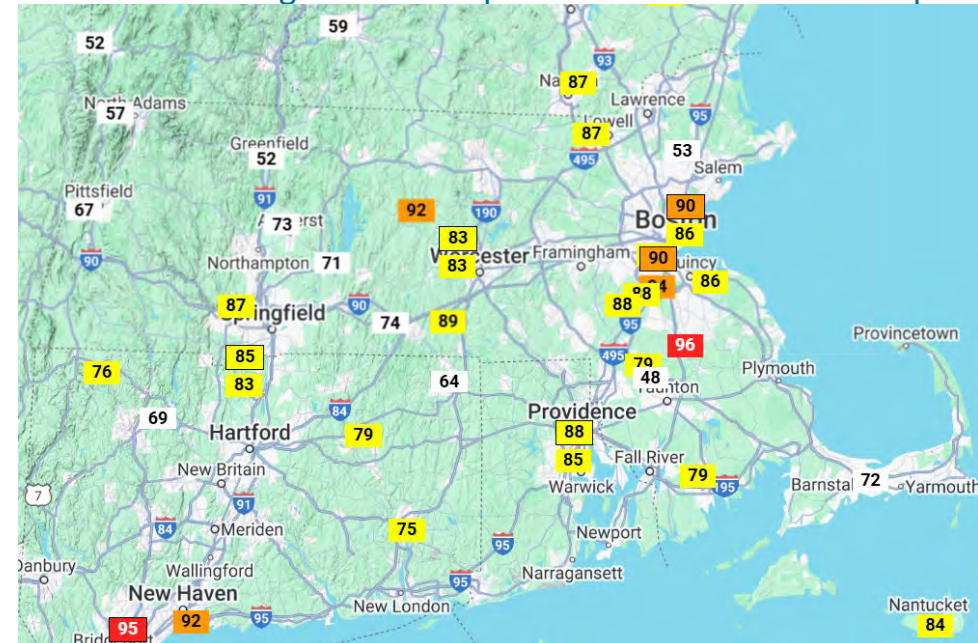 59
52
93
87
Lawrence
North Adams
57
95
Lowell
87
Greenfield
52
53
495
Salem
Pittsfield
67
91
92
190
90
Boston
73
86
83
Worcester
83
Framingham
90
Quincy
90
Northampton
71
86
88
88
95
87
Springfield
90
74
89
96
Provincetown
85
83
76
495
79
48
Taunton
Plymouth
64
69
84
Hartford
79
Providence
88
85
Warwick
Fall River
79
195
New Britain
7
91
Barnstal
72
Yarmouth
84
Meriden
75
95
Newport
Wallingford
Narragansett
New Haven
92
95
95
New London
95
Nantucket
84